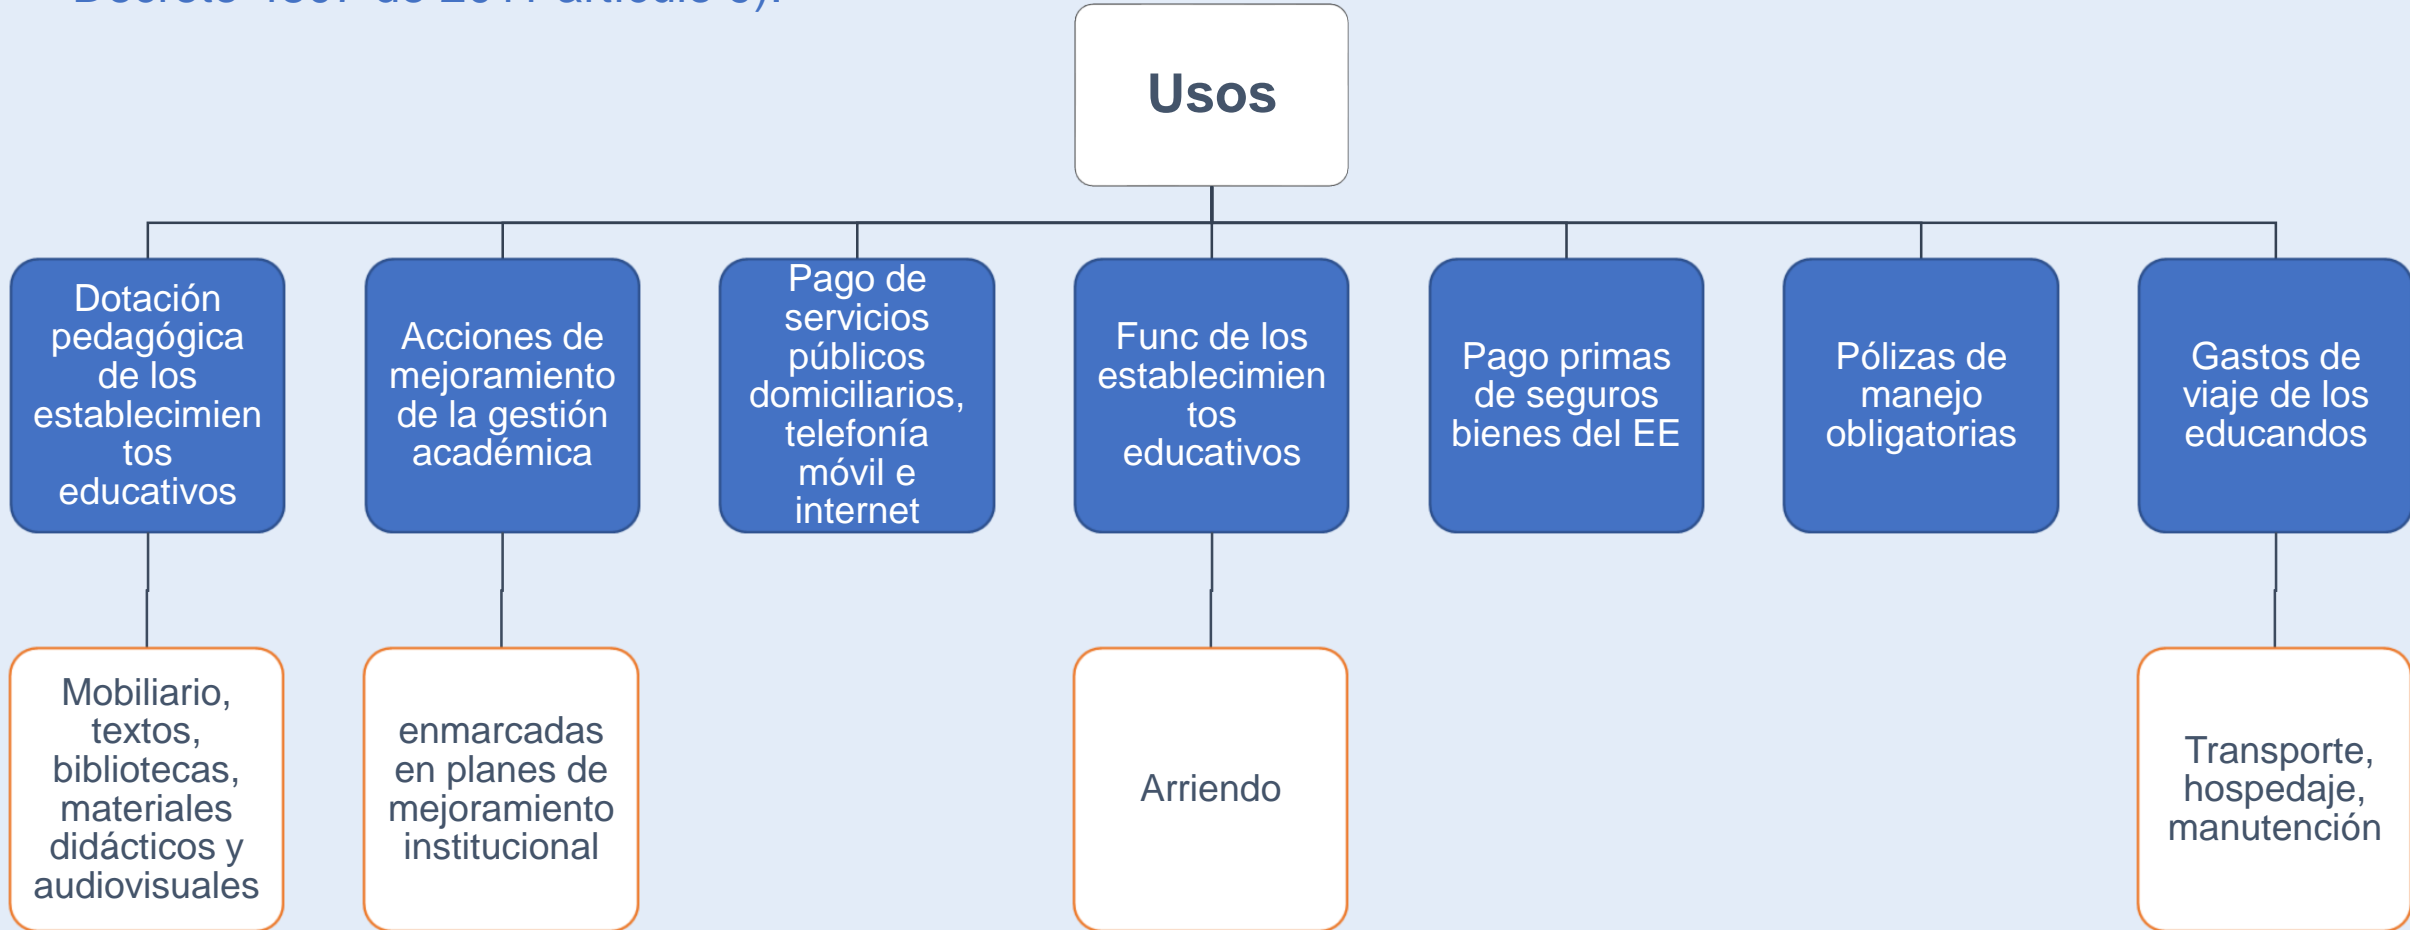 Usos
Dotación
pedagógica
de los
establecimien
tos
educativos
Acciones de
mejoramiento
de la gestión
académica
Pago de
servicios
públicos
domiciliarios,
telefonía
móvil e
internet
Func de los
establecimien
tos
educativos
Pago primas
de seguros
bienes del EE
Pólizas de
manejo
obligatorias
Gastos de
viaje de los
educandos
Mobiliario,
textos,
bibliotecas,
materiales
didácticos y
audiovisuales
enmarcadas
en planes de
mejoramiento
institucional
Arriendo
Transporte,
hospedaje,
manutención